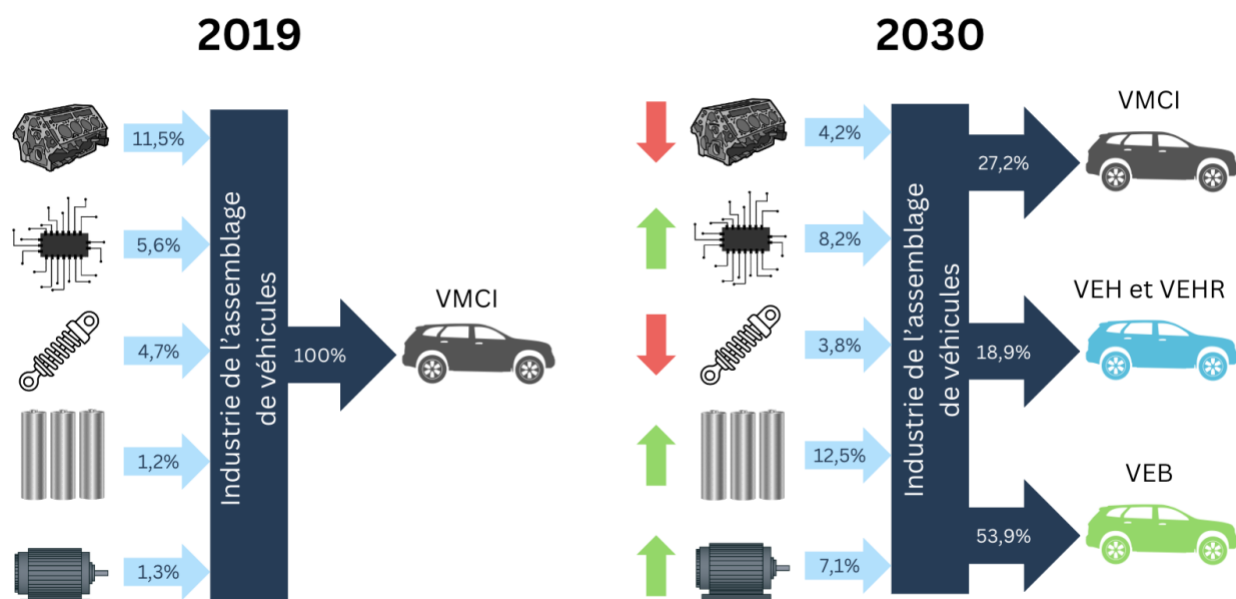 2019
11,5%
5,6%
4,7%
1,2%
1,3%
Industrie de l'assemblage
de véhicules
100%
VMCI
2030
4,2%
8,2%
3,8%
12,5%
7,1%
Industrie de l'assemblage
de véhicules
27,2%
VMCI
18,9%
VEH et VEHR
53,9%
VEB